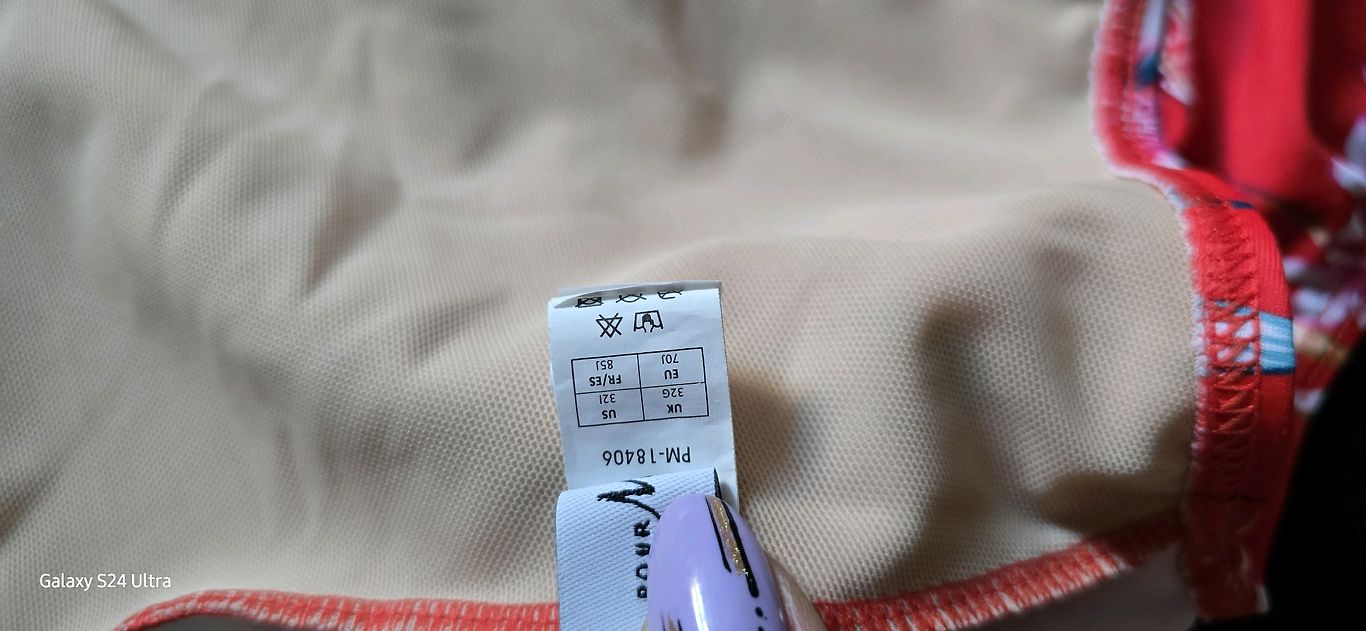 POUR
PM-18406
UK US
32G 32I
EU FR/ES
70J 85J
Galaxy S24 Ultra